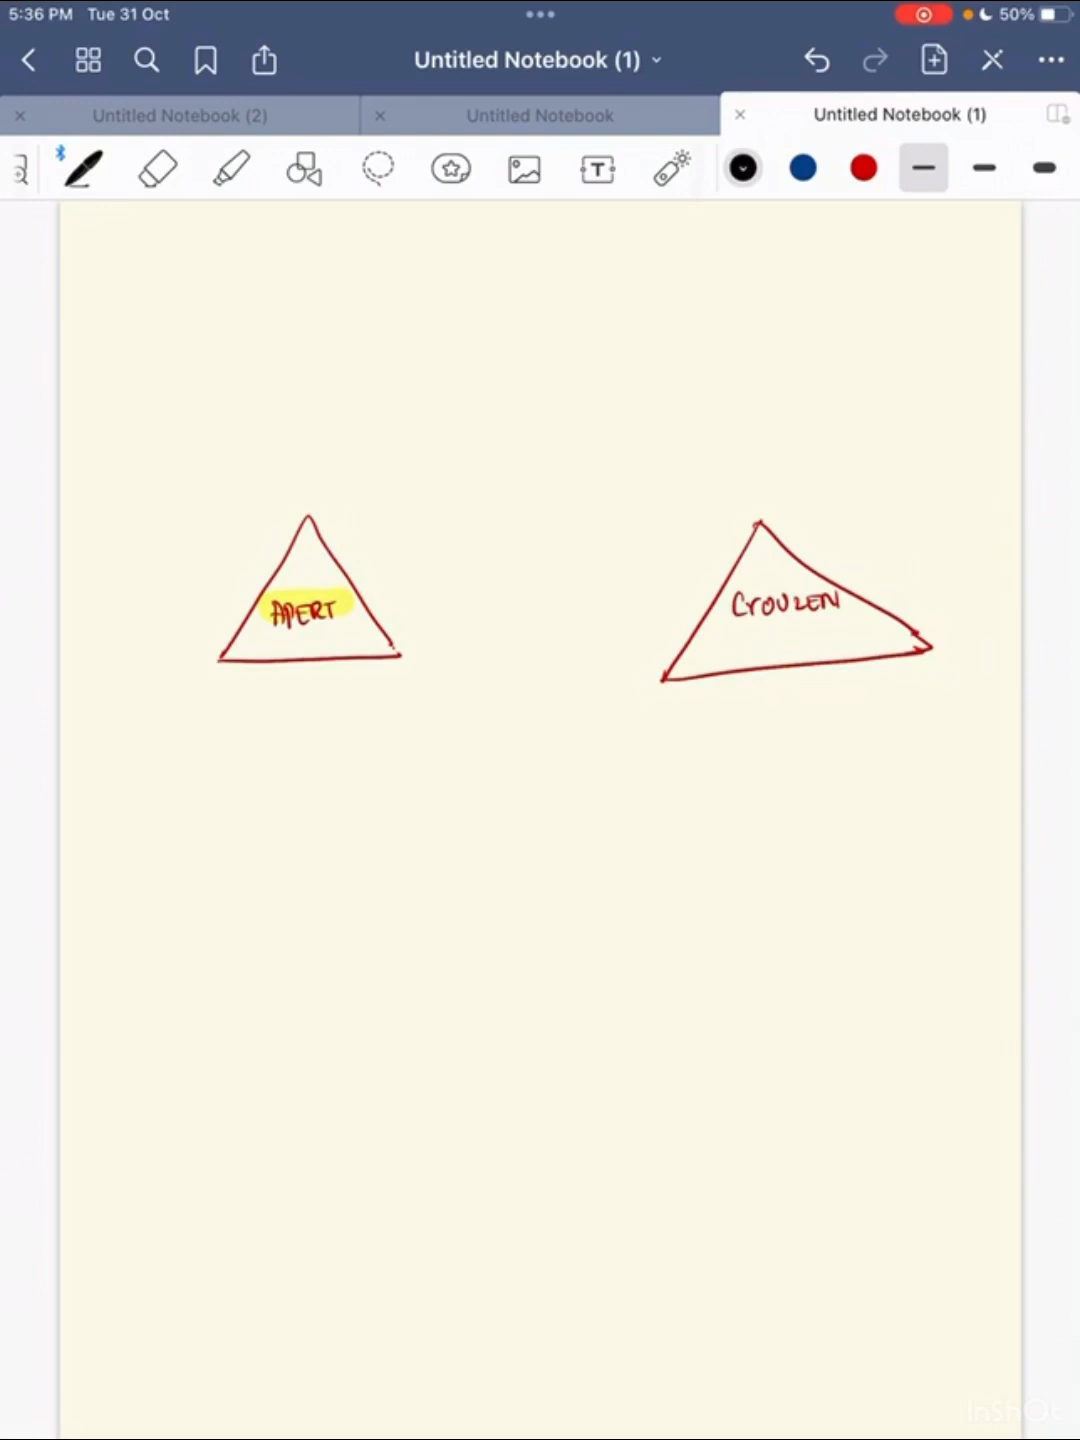 5:36 PM Tue 31 Oct
50%
Untitled Notebook (1)
Untitled Notebook (2)
Untitled Notebook
Untitled Notebook (1)
T
APERT
CROUZEN
InShOt